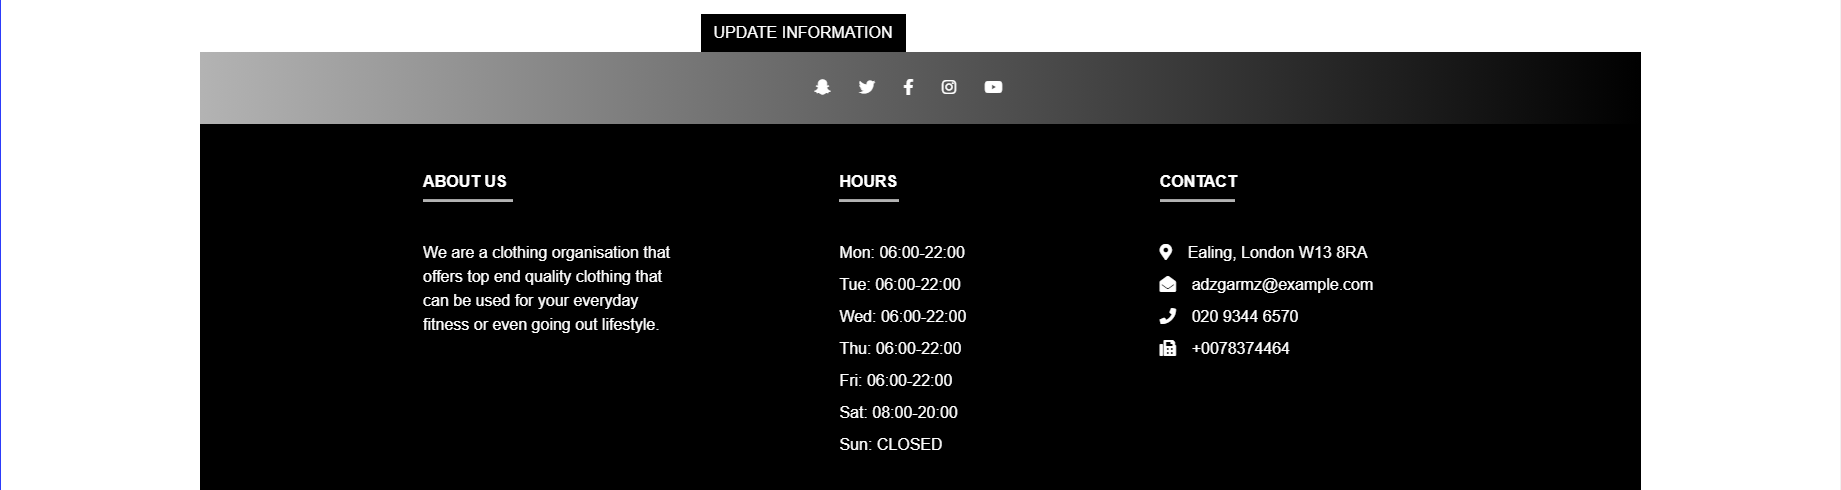 UPDATE INFORMATION
ABOUT US
We are a clothing organisation that
offers top end quality clothing that
can be used for your everyday
fitness or even going out lifestyle.
HOURS
Mon: 06:00-22:00
Tue: 06:00-22:00
Wed: 06:00-22:00
Thu: 06:00-22:00
Fri: 06:00-22:00
Sat: 08:00-20:00
Sun: CLOSED
CONTACT
Ealing, London W13 8RA
adzgarmz@example.com
020 9344 6570
+0078374464